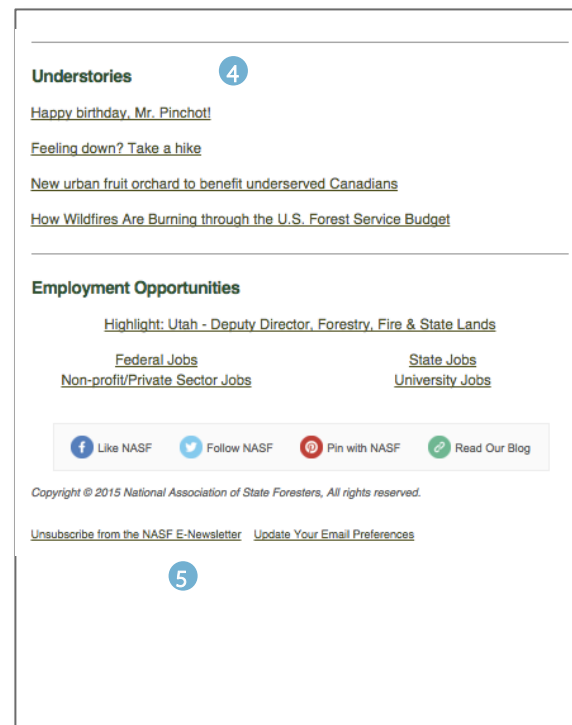 Understories 4
Happy birthday, Mr. Pinchot!
Feeling down? Take a hike
New urban fruit orchard to benefit underserved Canadians
How Wildfires Are Burning through the U.S. Forest Service Budget
Employment Opportunities
Highlight: Utah - Deputy Director, Forestry, Fire & State Lands
Federal Jobs State Jobs
Non-profit/Private Sector Jobs University Jobs
Like NASF Follow NASF Pin with NASF Read Our Blog
Copyright © 2015 National Association of State Foresters, All rights reserved.
Unsubscribe from the NASF E-Newsletter Update Your Email Preferences
5